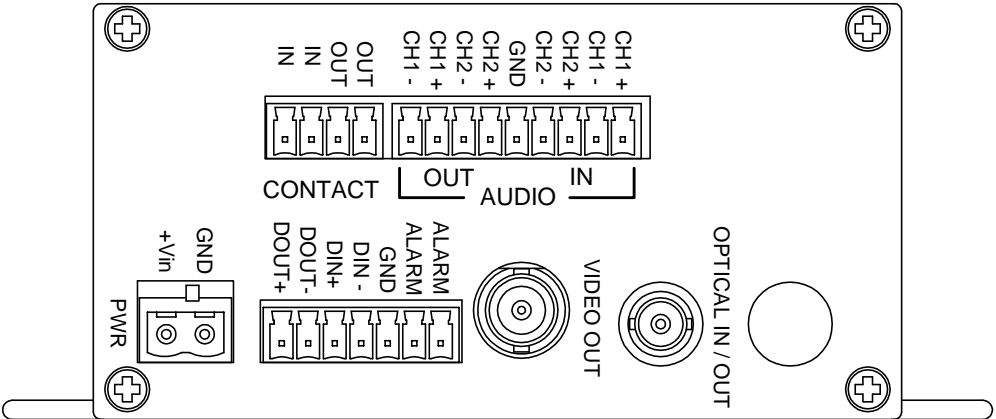 IN
IN
OUT
OUT
CH1 -
CH1 +
CH2 -
CH2 +
GND
CH2 -
CH2 +
CH1 -
CH1 +
CONTACT
OUT
IN
AUDIO
PWR
+Vin
GND
DOUT+
DOUT-
DIN+
DIN -
GND
ALARM
ALARM
VIDEO OUT
OPTICAL IN / OUT